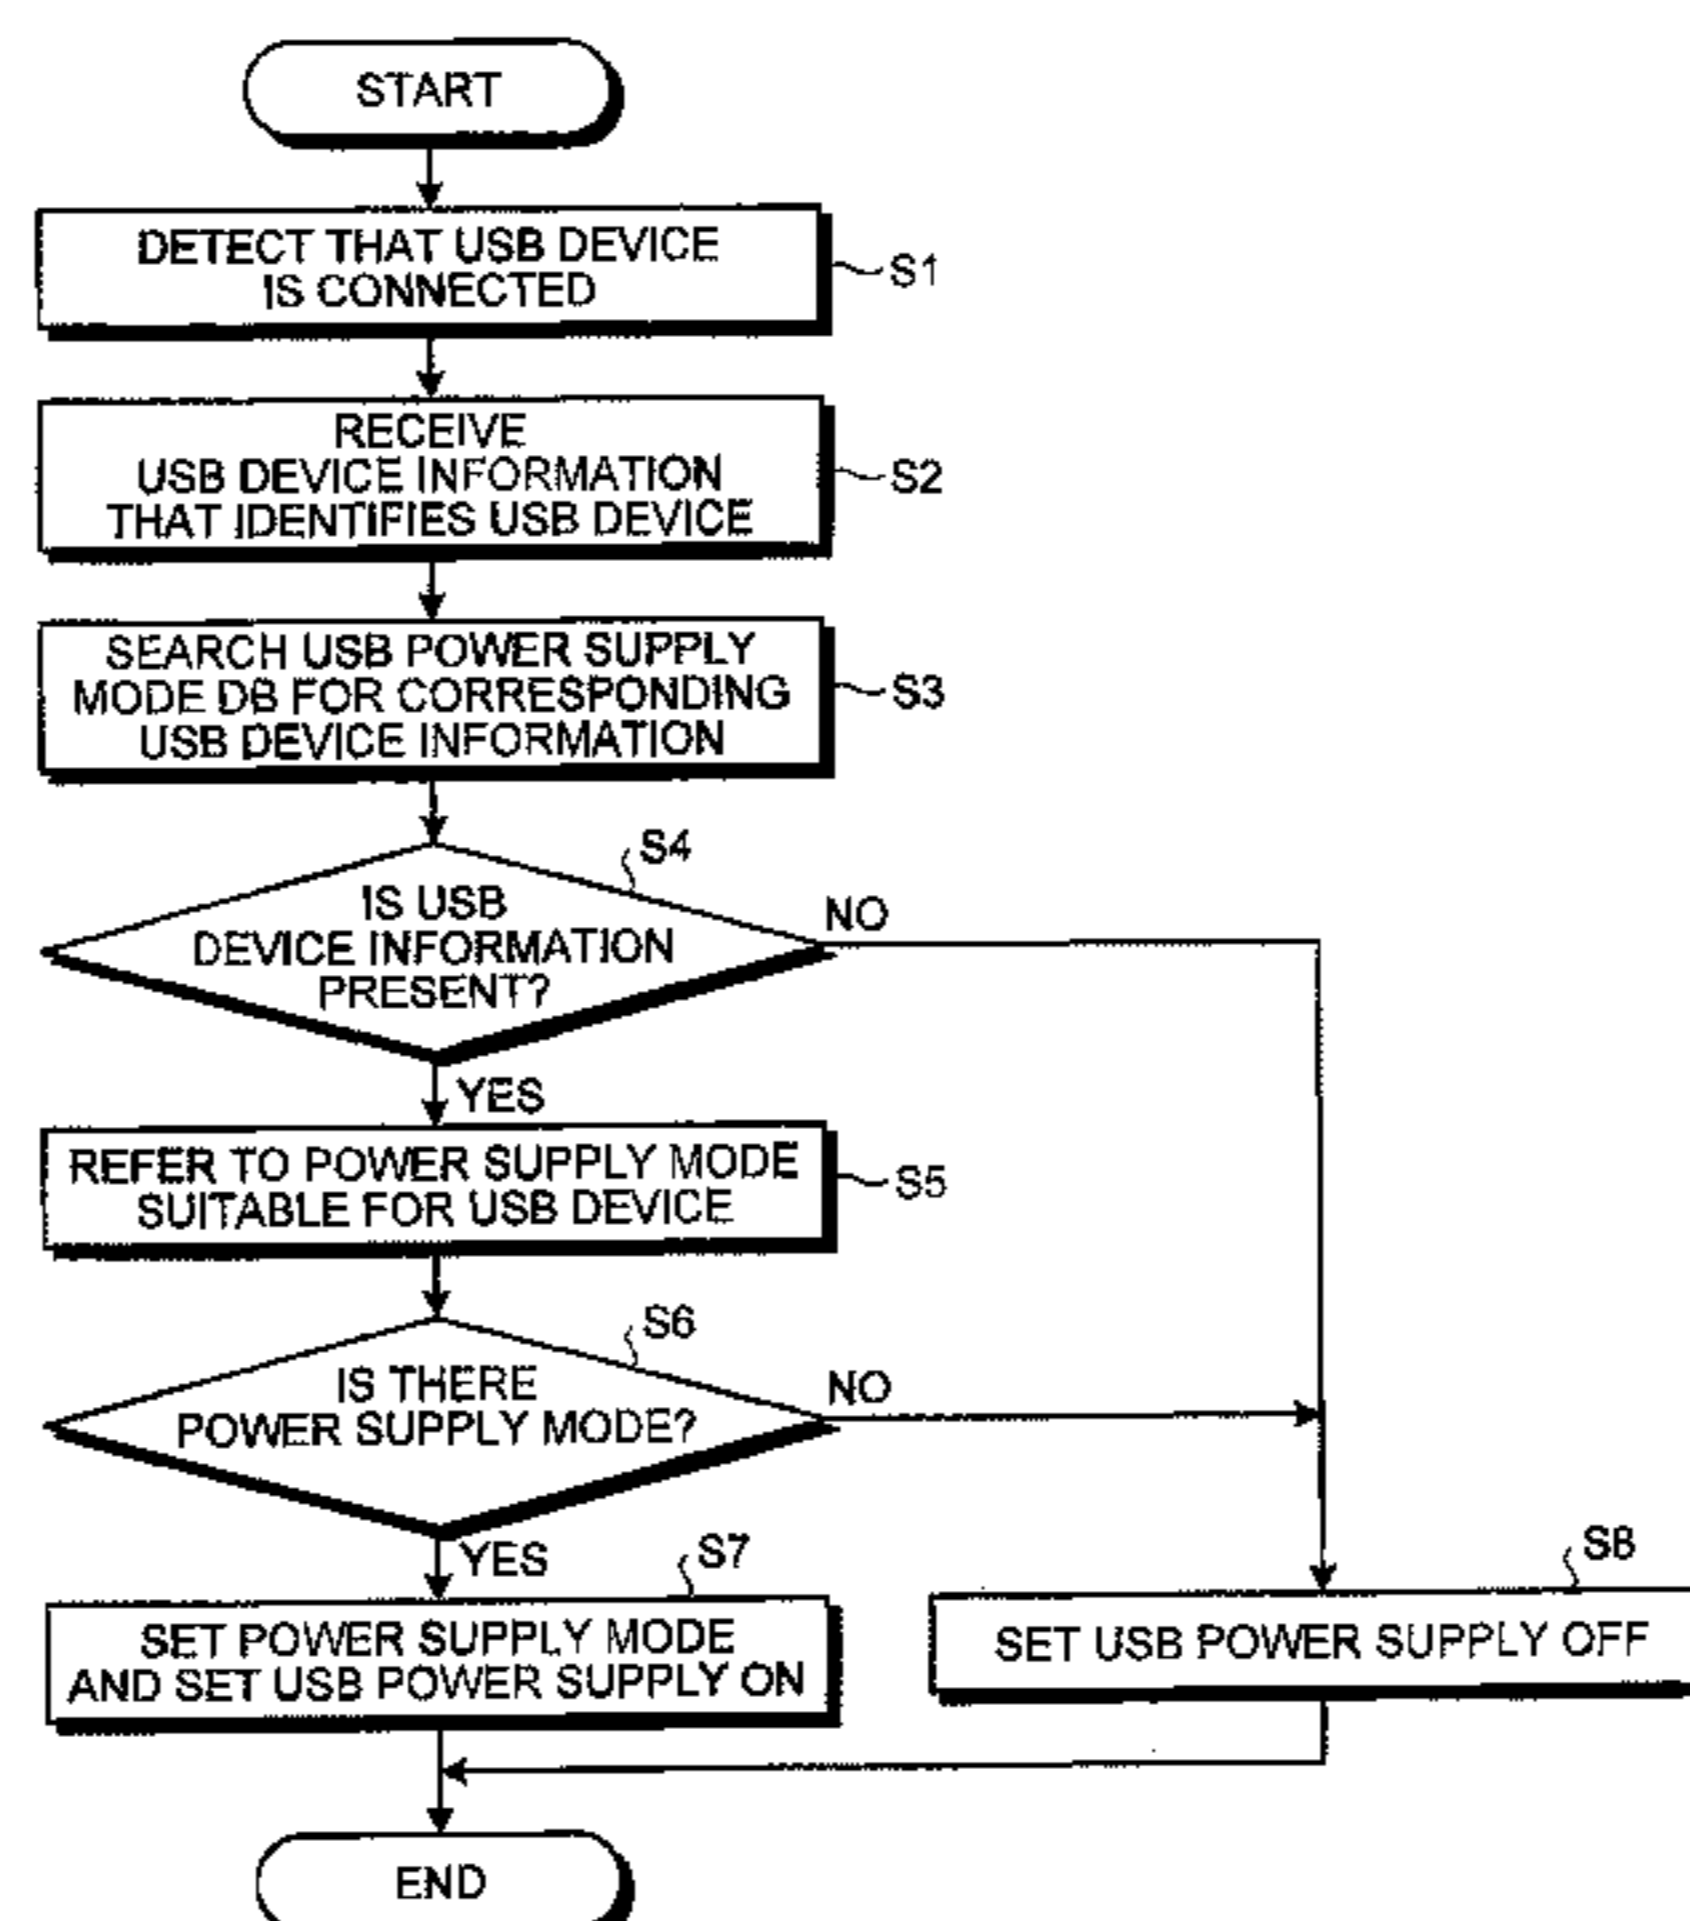 START
DETECT THAT USB DEVICE
IS CONNECTED
S1
RECEIVE
USB DEVICE INFORMATION
THAT IDENTIFIES USB DEVICE
S2
SEARCH USB POWER SUPPLY
MODE DB FOR CORRESPONDING
USB DEVICE INFORMATION
S3
S4
IS USB
DEVICE INFORMATION
PRESENT?
NO
YES
REFER TO POWER SUPPLY MODE
SUITABLE FOR USB DEVICE
S5
S6
IS THERE
POWER SUPPLY MODE?
NO
YES
S7
SET POWER SUPPLY MODE
AND SET USB POWER SUPPLY ON
S8
SET USB POWER SUPPLY OFF
END